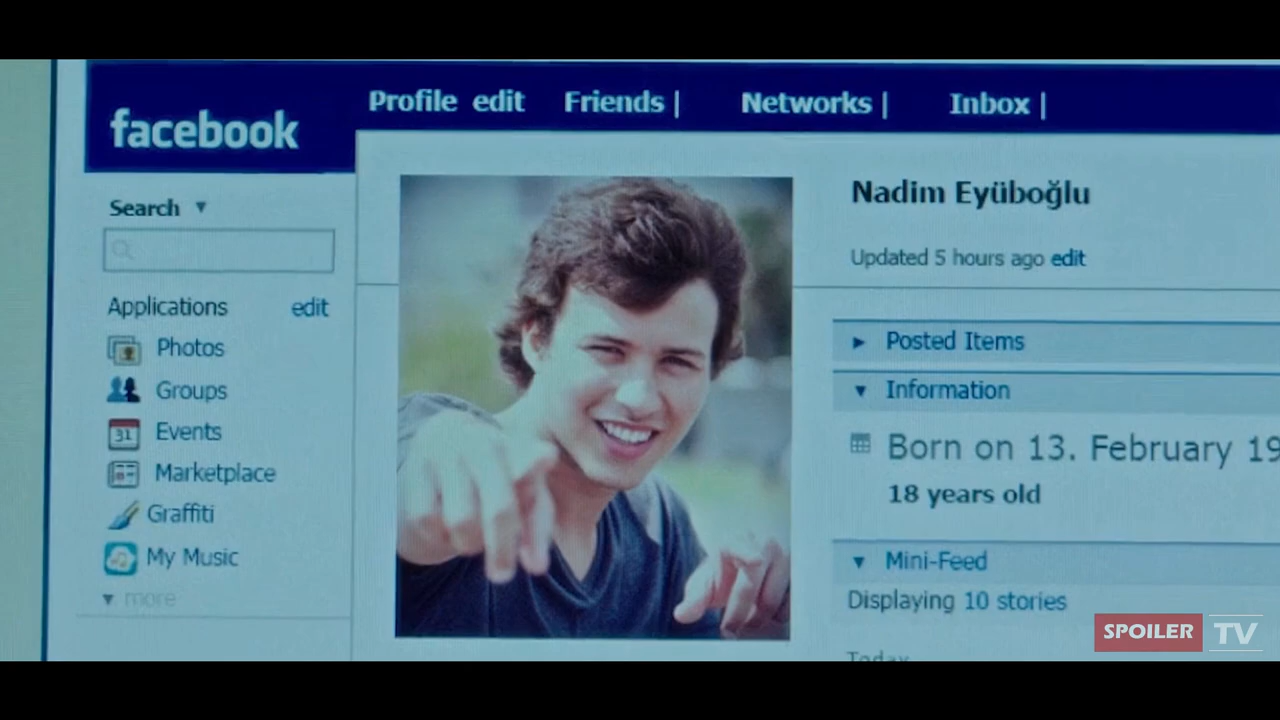 facebook
Profile edit Friends | Networks | Inbox |
Search
Applications edit
Photos
Groups
Events
31
Marketplace
Graffiti
My Music
more
Nadim Eyüboğlu
Updated 5 hours ago edit
Posted Items
Information
Born on 13. February 19
18 years old
Mini-Feed
Displaying 10 stories
Today
SPOILER TV